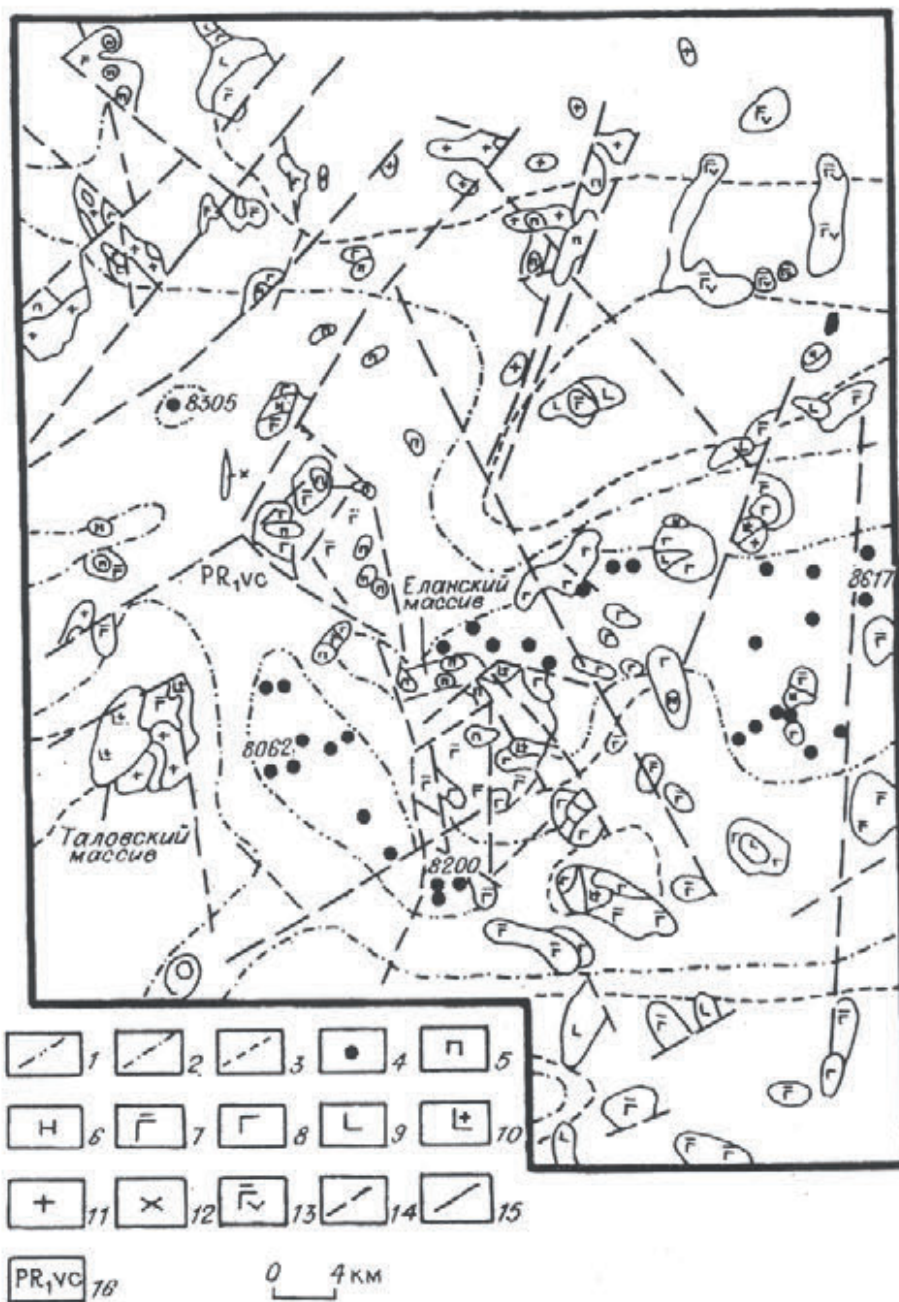 8305
PR₁VC
Еланский
массив
8617
8062
Таловский
массив
8200
1 2 3 4 П 5
Н 6 Г̿ 7 Г 8 L 9 L+ 10
+ 11 × 12 Г̿v 13 14 15
PR₁VC 16
0 4 км